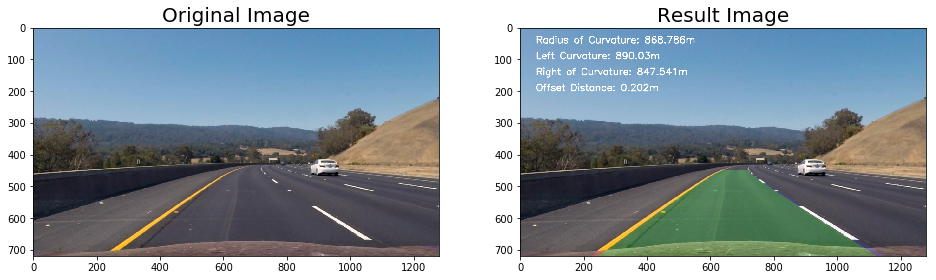 Original Image
0
100
200
300
400
500
600
700
0 200 400 600 800 1000 1200
Result Image
Radius of Curvature: 868.786m
Left Curvature: 890.03m
Right of Curvature: 847.541m
Offset Distance: 0.202m
0
100
200
300
400
500
600
700
0 200 400 600 800 1000 1200